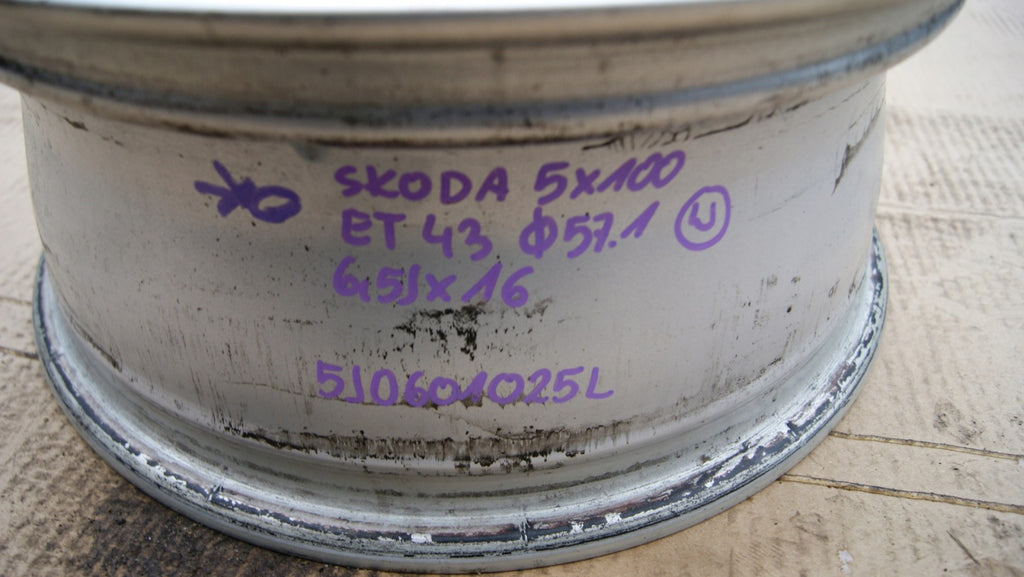 SKODA 5x100
ET 43 ϕ57.1 U
6,5Jx16
5J0601025L